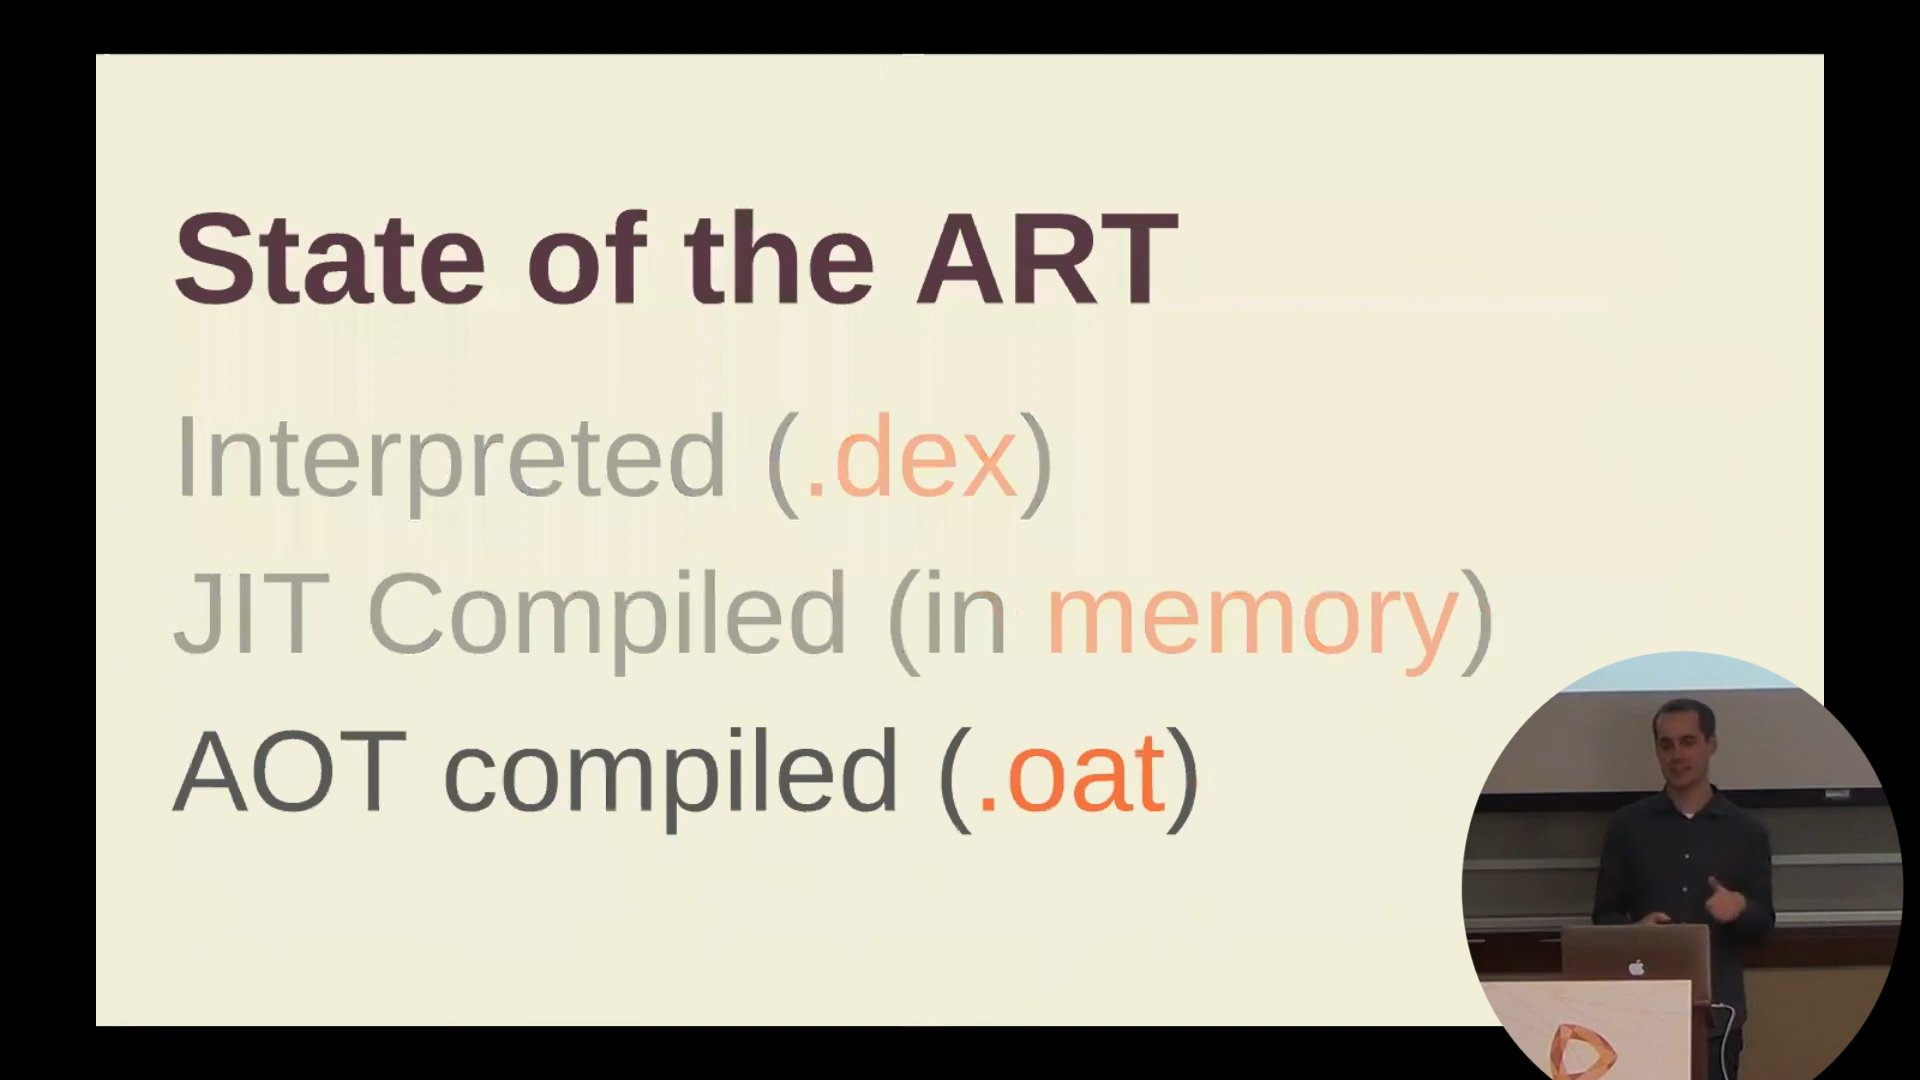 State of the ART
Interpreted (.dex)
JIT Compiled (in memory)
AOT compiled (.oat)